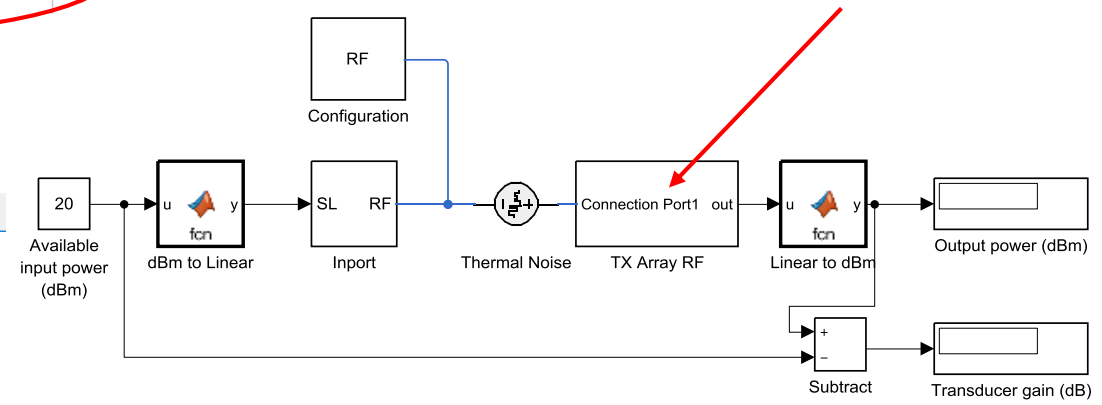 RF
Configuration
20
Available
input power
(dBm)
u
y
fcn
dBm to Linear
SL
RF
Inport
Thermal Noise
Connection Port1
out
TX Array RF
u
y
fcn
Linear to dBm
Output power (dBm)
+
−
Subtract
Transducer gain (dB)